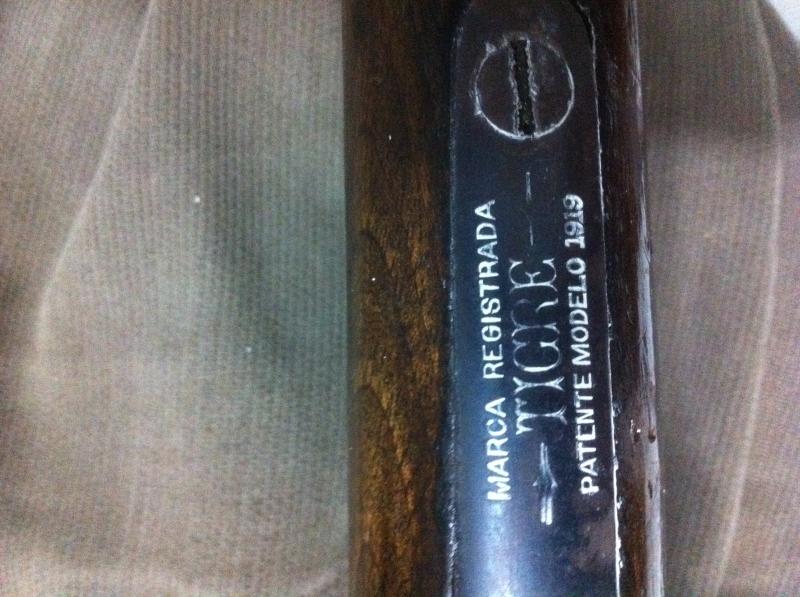 MARCA REGISTRADA
TIGRE
PATENTE MODELO 1919